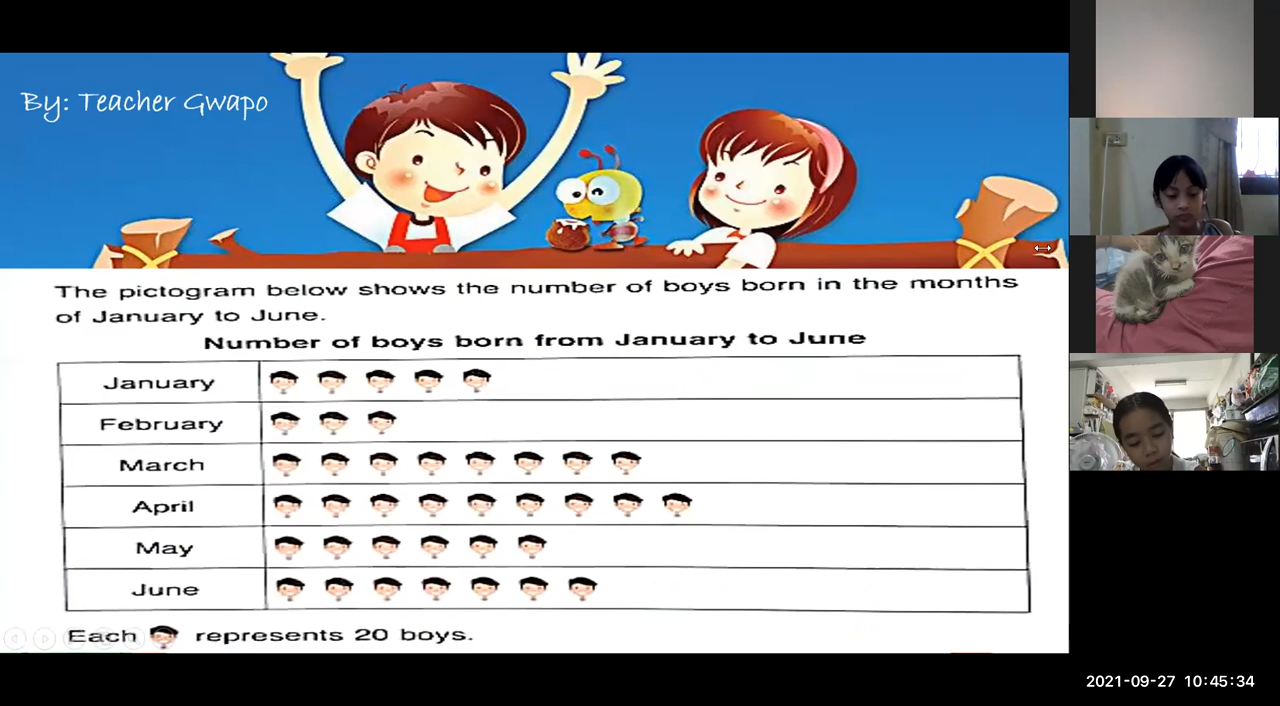 By: Teacher Gwapo
The pictogram below shows the number of boys born in the months
of January to June.
Number of boys born from January to June
January
February
March
April
May
June
Each represents 20 boys.
2021-09-27 10:45:34